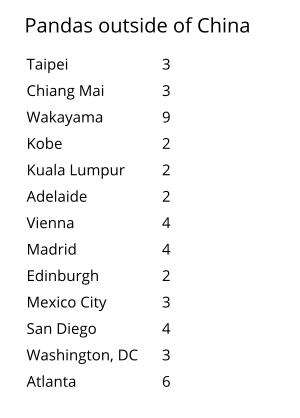 Pandas outside of China
Taipei 3
Chiang Mai 3
Wakayama 9
Kobe 2
Kuala Lumpur 2
Adelaide 2
Vienna 4
Madrid 4
Edinburgh 2
Mexico City 3
San Diego 4
Washington, DC 3
Atlanta 6